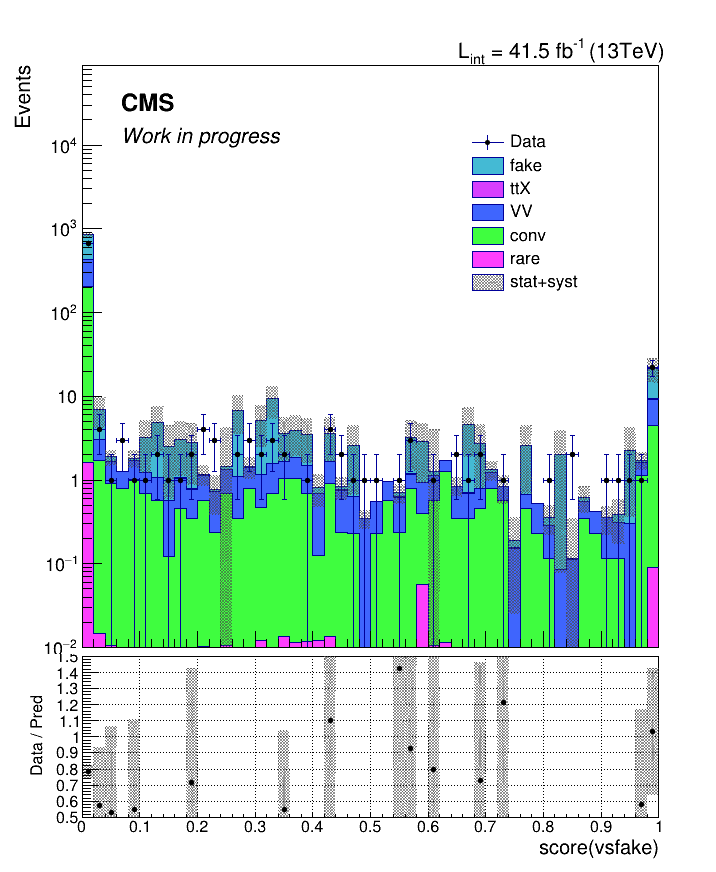 L_int = 41.5 fb^-1 (13TeV)
Events
CMS
Work in progress
Data
fake
ttX
VV
conv
rare
stat+syst
10^4
10^3
10^2
10
1
10^-1
10^-2
Data / Pred
1.5
1.4
1.3
1.2
1.1
1
0.9
0.8
0.7
0.6
0.5
0 0.1 0.2 0.3 0.4 0.5 0.6 0.7 0.8 0.9 1
score(vsfake)